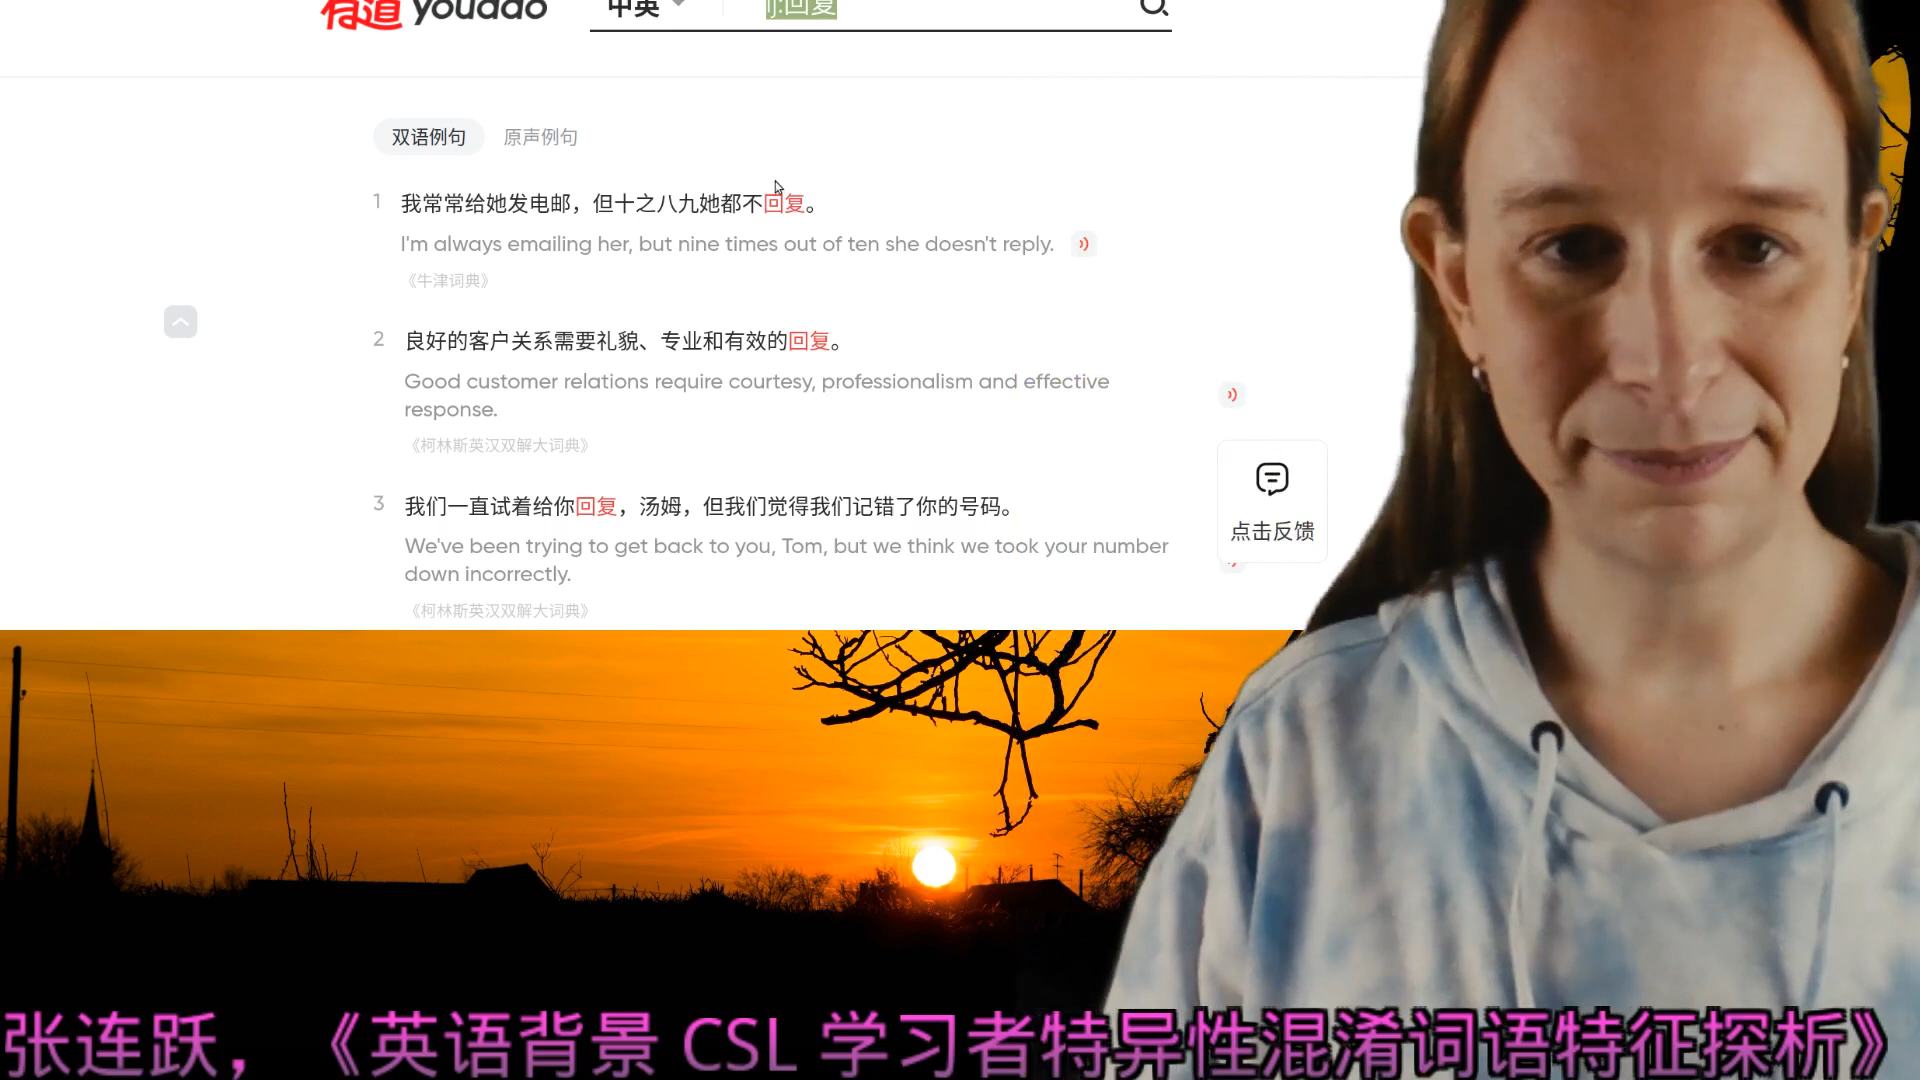 有道 youdao
中英
lj:回复
双语例句 原声例句
1 我常常给她发电邮，但十之八九她都不回复。
I'm always emailing her, but nine times out of ten she doesn't reply.
《牛津词典》
2 良好的客户关系需要礼貌、专业和有效的回复。
Good customer relations require courtesy, professionalism and effective
response.
《柯林斯英汉双解大词典》
3 我们一直试着给你回复，汤姆，但我们觉得我们记错了你的号码。
We've been trying to get back to you, Tom, but we think we took your number
down incorrectly.
《柯林斯英汉双解大词典》
点击反馈
张连跃，《英语背景 CSL 学习者特异性混淆词语特征探析》